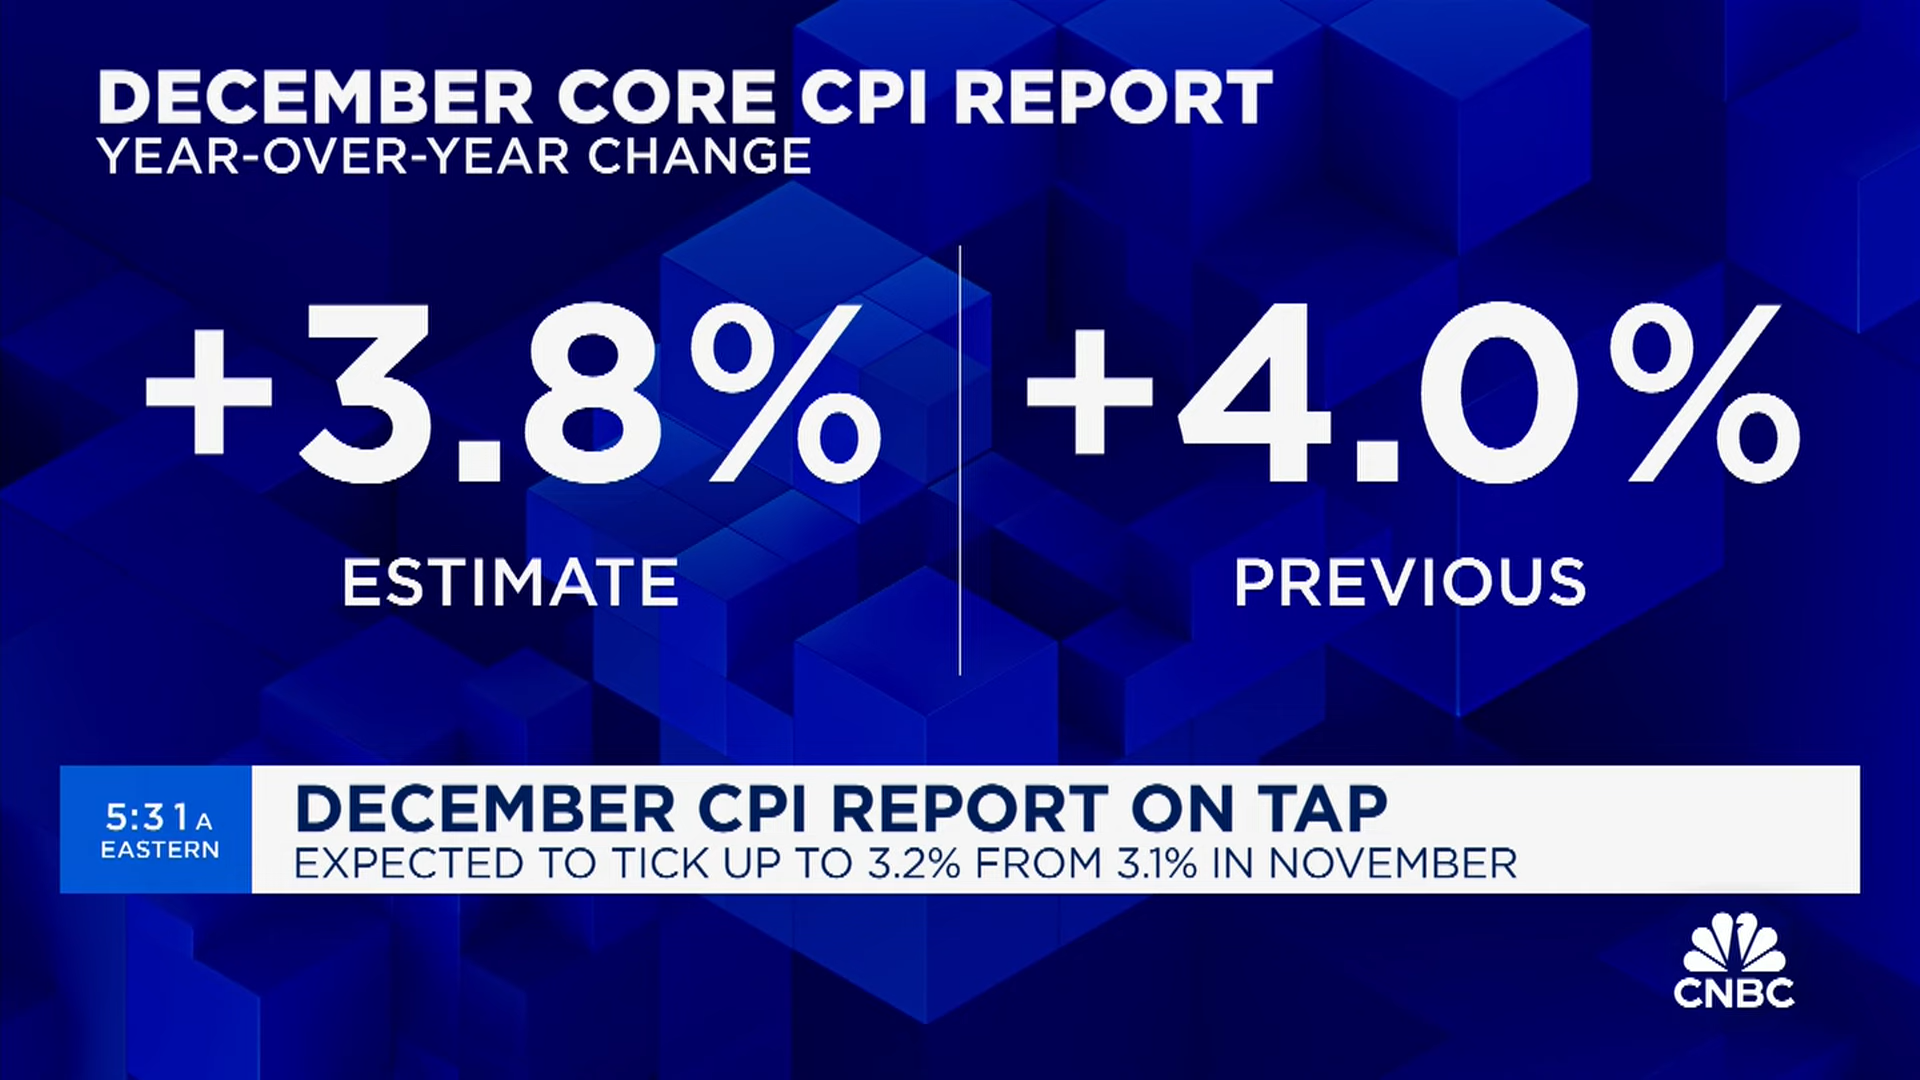 DECEMBER CORE CPI REPORT
YEAR-OVER-YEAR CHANGE
+3.8%
ESTIMATE
+4.0%
PREVIOUS
5:31A
EASTERN
DECEMBER CPI REPORT ON TAP
EXPECTED TO TICK UP TO 3.2% FROM 3.1% IN NOVEMBER
CNBC